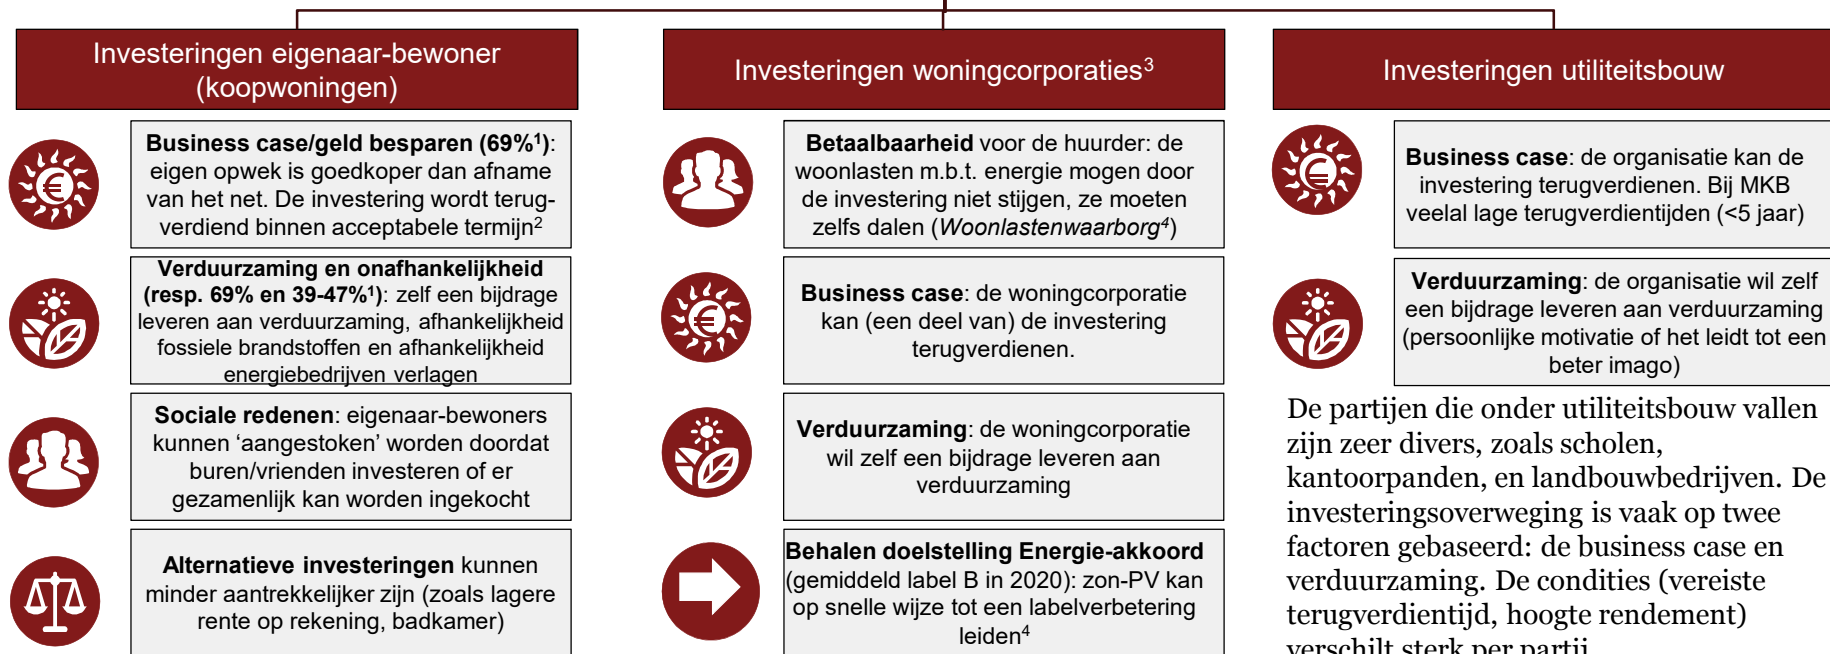 Investeringen eigenaar-bewoner
(koopwoningen)
Business case/geld besparen (69%¹):
eigen opwek is goedkoper dan afname
van het net. De investering wordt terug-
verdiend binnen acceptabele termijn²
Verduurzaming en onafhankelijkheid
(resp. 69% en 39-47%¹): zelf een bijdrage
leveren aan verduurzaming, afhankelijkheid
fossiele brandstoffen en afhankelijkheid
energiebedrijven verlagen
Sociale redenen: eigenaar-bewoners
kunnen ‘aangestoken’ worden doordat
buren/vrienden investeren of er
gezamenlijk kan worden ingekocht
Alternatieve investeringen kunnen
minder aantrekkelijker zijn (zoals lagere
rente op rekening, badkamer)
Investeringen woningcorporaties³
Betaalbaarheid voor de huurder: de
woonlasten m.b.t. energie mogen door
de investering niet stijgen, ze moeten
zelfs dalen (Woonlastenwaarborg⁴)
Business case: de woningcorporatie
kan (een deel van) de investering
terugverdienen.
Verduurzaming: de woningcorporatie
wil zelf een bijdrage leveren aan
verduurzaming
Behalen doelstelling Energie-akkoord
(gemiddeld label B in 2020): zon-PV kan
op snelle wijze tot een labelverbetering
leiden⁴
Investeringen utiliteitsbouw
Business case: de organisatie kan de
investering terugverdienen. Bij MKB
veelal lage terugverdientijden (<5 jaar)
Verduurzaming: de organisatie wil zelf
een bijdrage leveren aan verduurzaming
(persoonlijke motivatie of het leidt tot een
beter imago)
De partijen die onder utiliteitsbouw vallen
zijn zeer divers, zoals scholen,
kantoorpanden, en landbouwbedrijven. De
investeringsoverweging is vaak op twee
factoren gebaseerd: de business case en
verduurzaming. De condities (vereiste
terugverdientijd, hoogte rendement)
verschilt sterk per partij